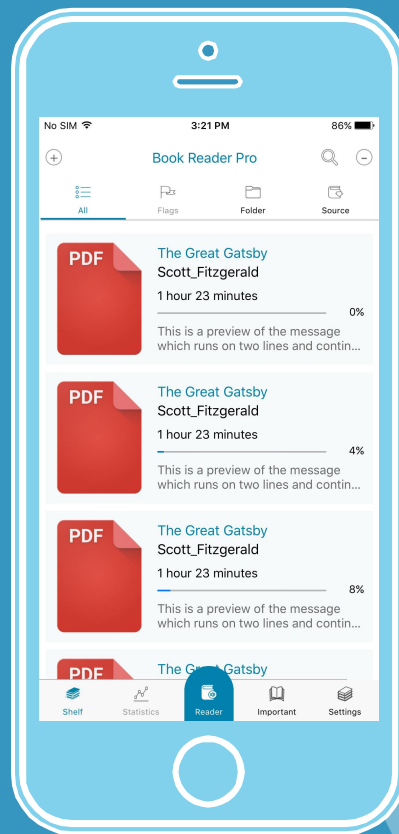 No SIM 3:21 PM 86%
Book Reader Pro
All Flags Folder Source
PDF
The Great Gatsby
Scott_Fitzgerald
1 hour 23 minutes
0%
This is a preview of the message
which runs on two lines and contin...
PDF
The Great Gatsby
Scott_Fitzgerald
1 hour 23 minutes
4%
This is a preview of the message
which runs on two lines and contin...
PDF
The Great Gatsby
Scott_Fitzgerald
1 hour 23 minutes
8%
This is a preview of the message
which runs on two lines and contin...
PDF
The Great Gatsby
Shelf Statistics Reader Important Settings